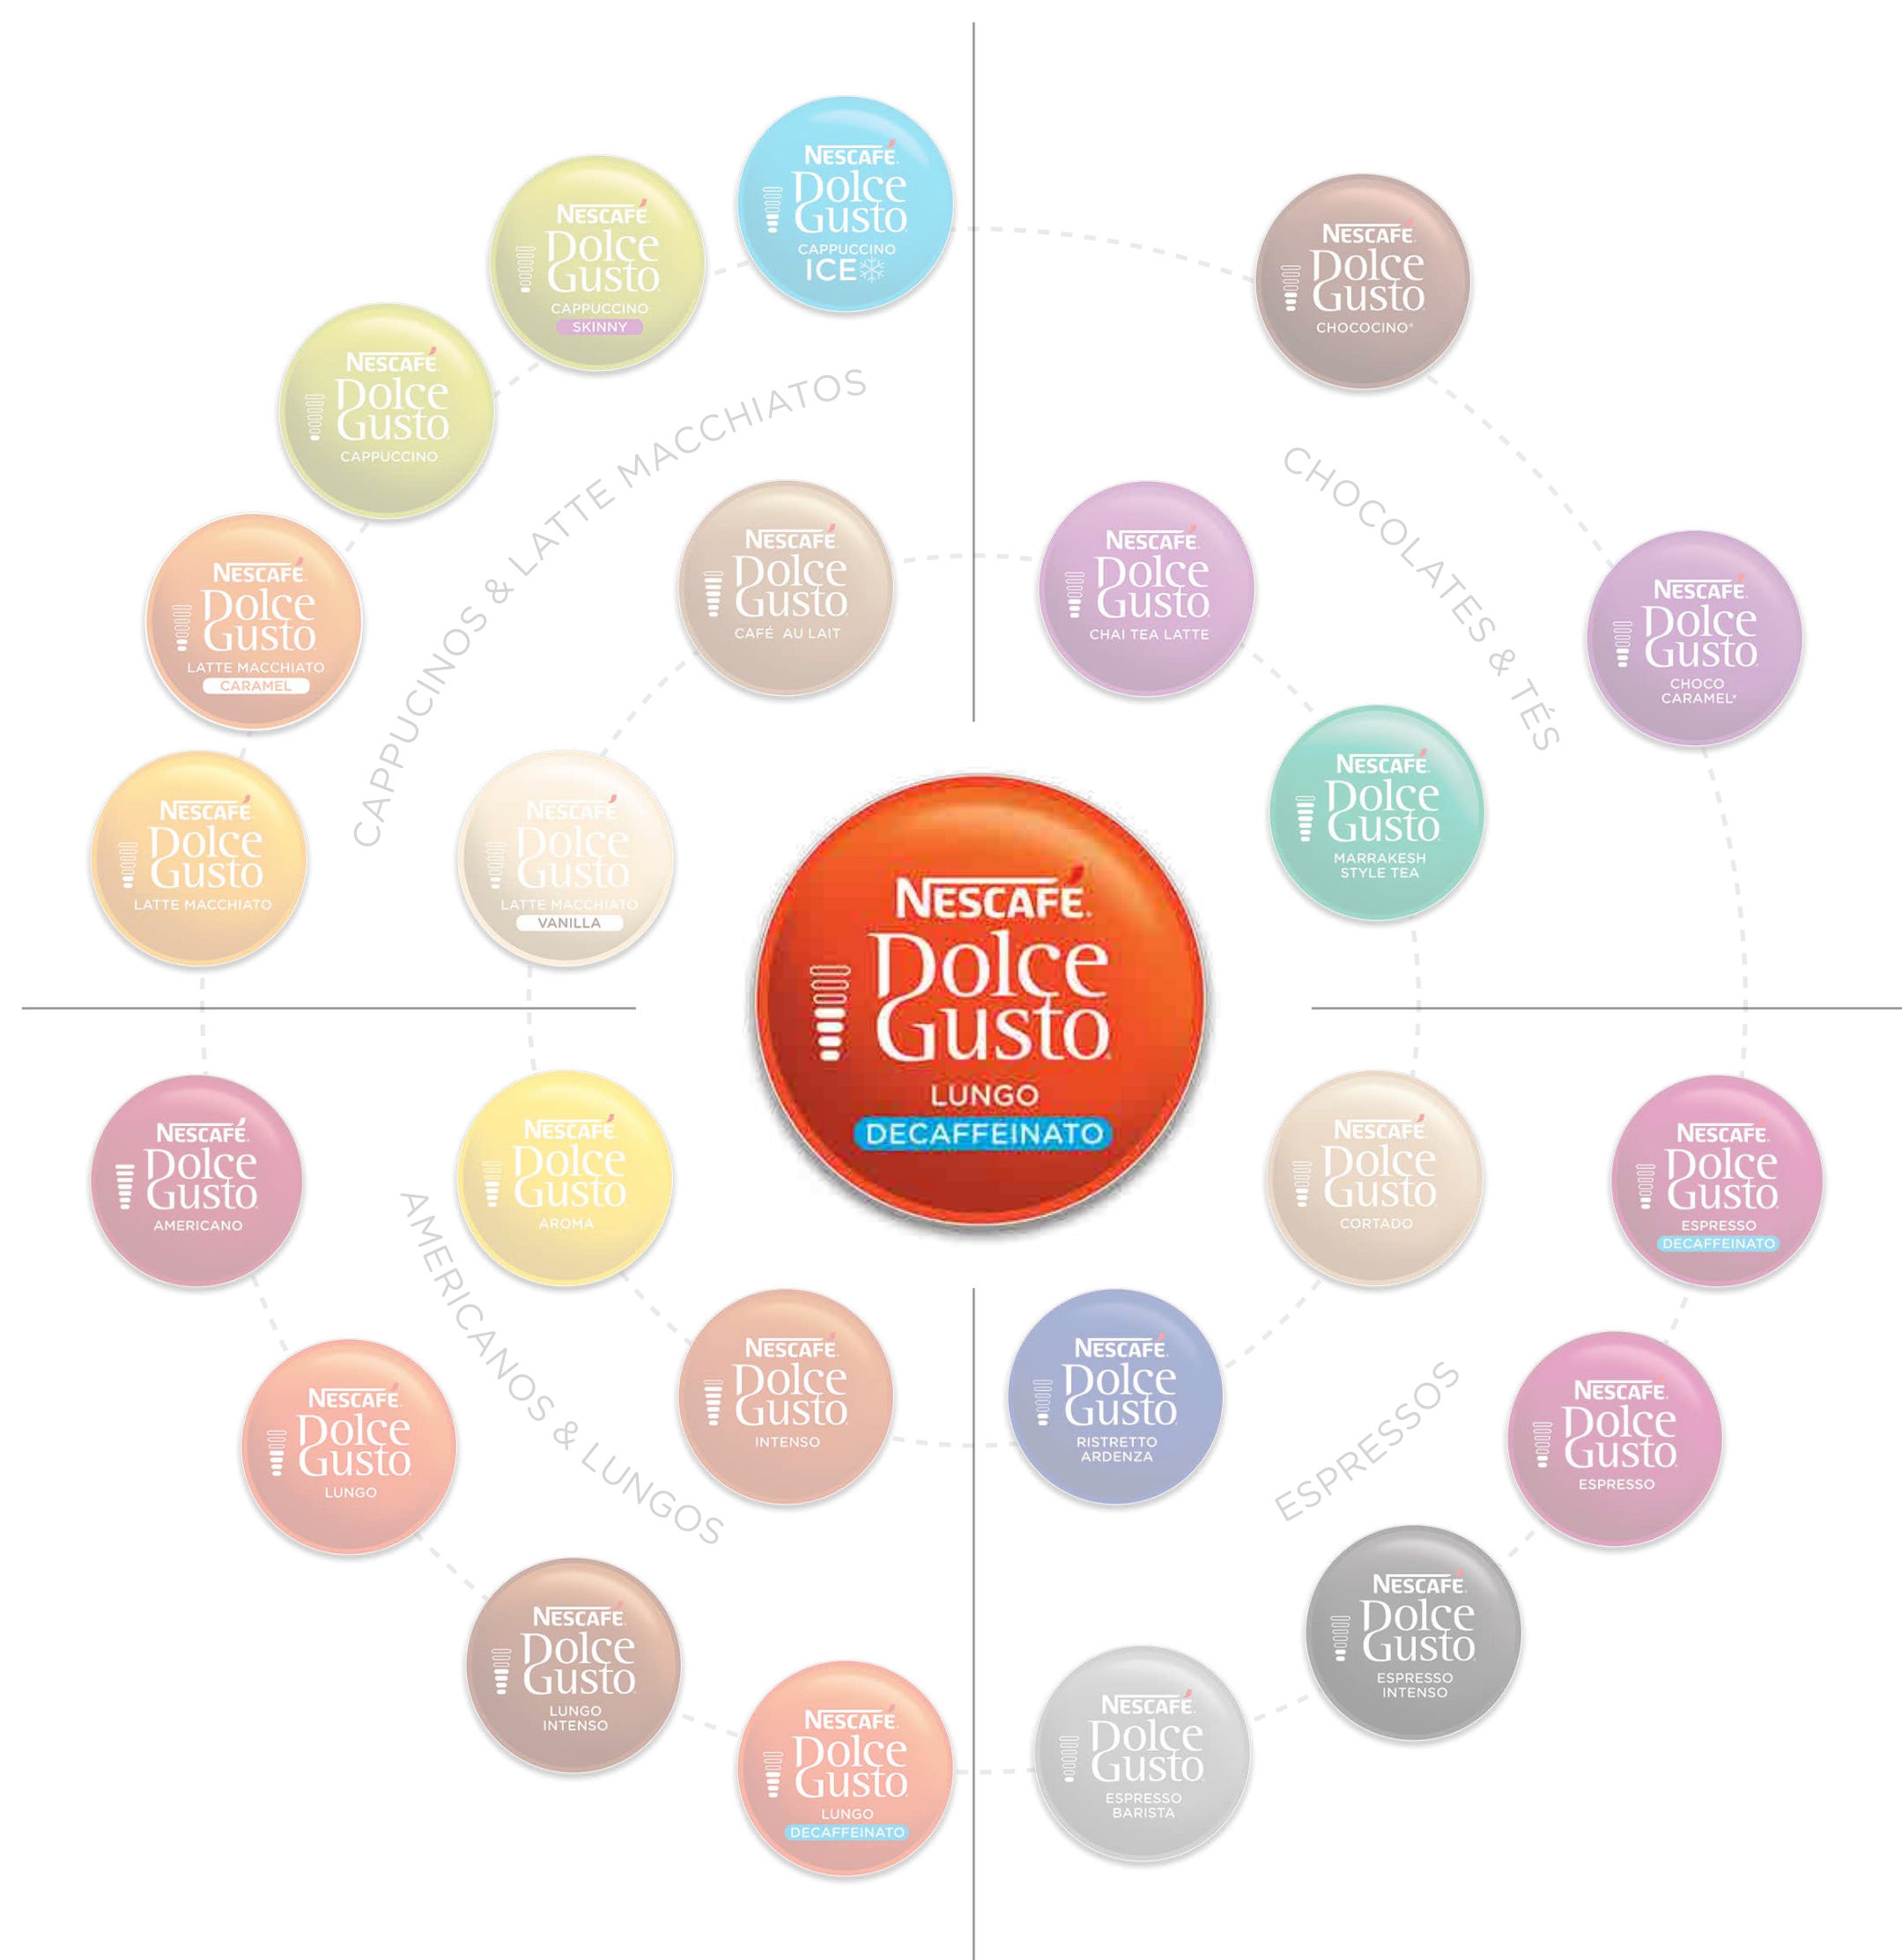 NESCAFÉ.
Dolce
Gusto
CAPPUCCINO
ICE
NESCAFÉ.
Dolce
Gusto
CAPPUCCINO
SKINNY
NESCAFÉ.
Dolce
Gusto
CAPPUCCINO
NESCAFÉ.
Dolce
Gusto
LATTE MACCHIATO
CARAMEL
NESCAFÉ.
Dolce
Gusto
LATTE MACCHIATO
CAPPUCINOS & LATTE MACCHIATOS
NESCAFÉ.
Dolce
Gusto
CAFÉ AU LAIT
NESCAFÉ.
Dolce
Gusto
LATTE MACCHIATO
VANILLA
NESCAFÉ.
Dolce
Gusto
CHOCOCINO®
CHOCOLATES & TÉS
NESCAFÉ.
Dolce
Gusto
CHAI TEA LATTE
NESCAFÉ.
Dolce
Gusto
CHOCO
CARAMEL*
NESCAFÉ.
Dolce
Gusto
MARRAKESH
STYLE TEA
NESCAFÉ.
Dolce
Gusto
LUNGO
DECAFFEINATO
NESCAFÉ.
Dolce
Gusto
AMERICANO
NESCAFÉ.
Dolce
Gusto
AROMA
AMERICANOS & LUNGOS
NESCAFÉ.
Dolce
Gusto
INTENSO
NESCAFÉ.
Dolce
Gusto
LUNGO
NESCAFÉ.
Dolce
Gusto
LUNGO
INTENSO
NESCAFÉ.
Dolce
Gusto
LUNGO
DECAFFEINATO
NESCAFÉ.
Dolce
Gusto
CORTADO
NESCAFÉ.
Dolce
Gusto
ESPRESSO
DECAFFEINATO
NESCAFÉ.
Dolce
Gusto
RISTRETTO
ARDENZA
ESPRESSOS
NESCAFÉ.
Dolce
Gusto
ESPRESSO
NESCAFÉ.
Dolce
Gusto
ESPRESSO
INTENSO
NESCAFÉ.
Dolce
Gusto
ESPRESSO
BARISTA